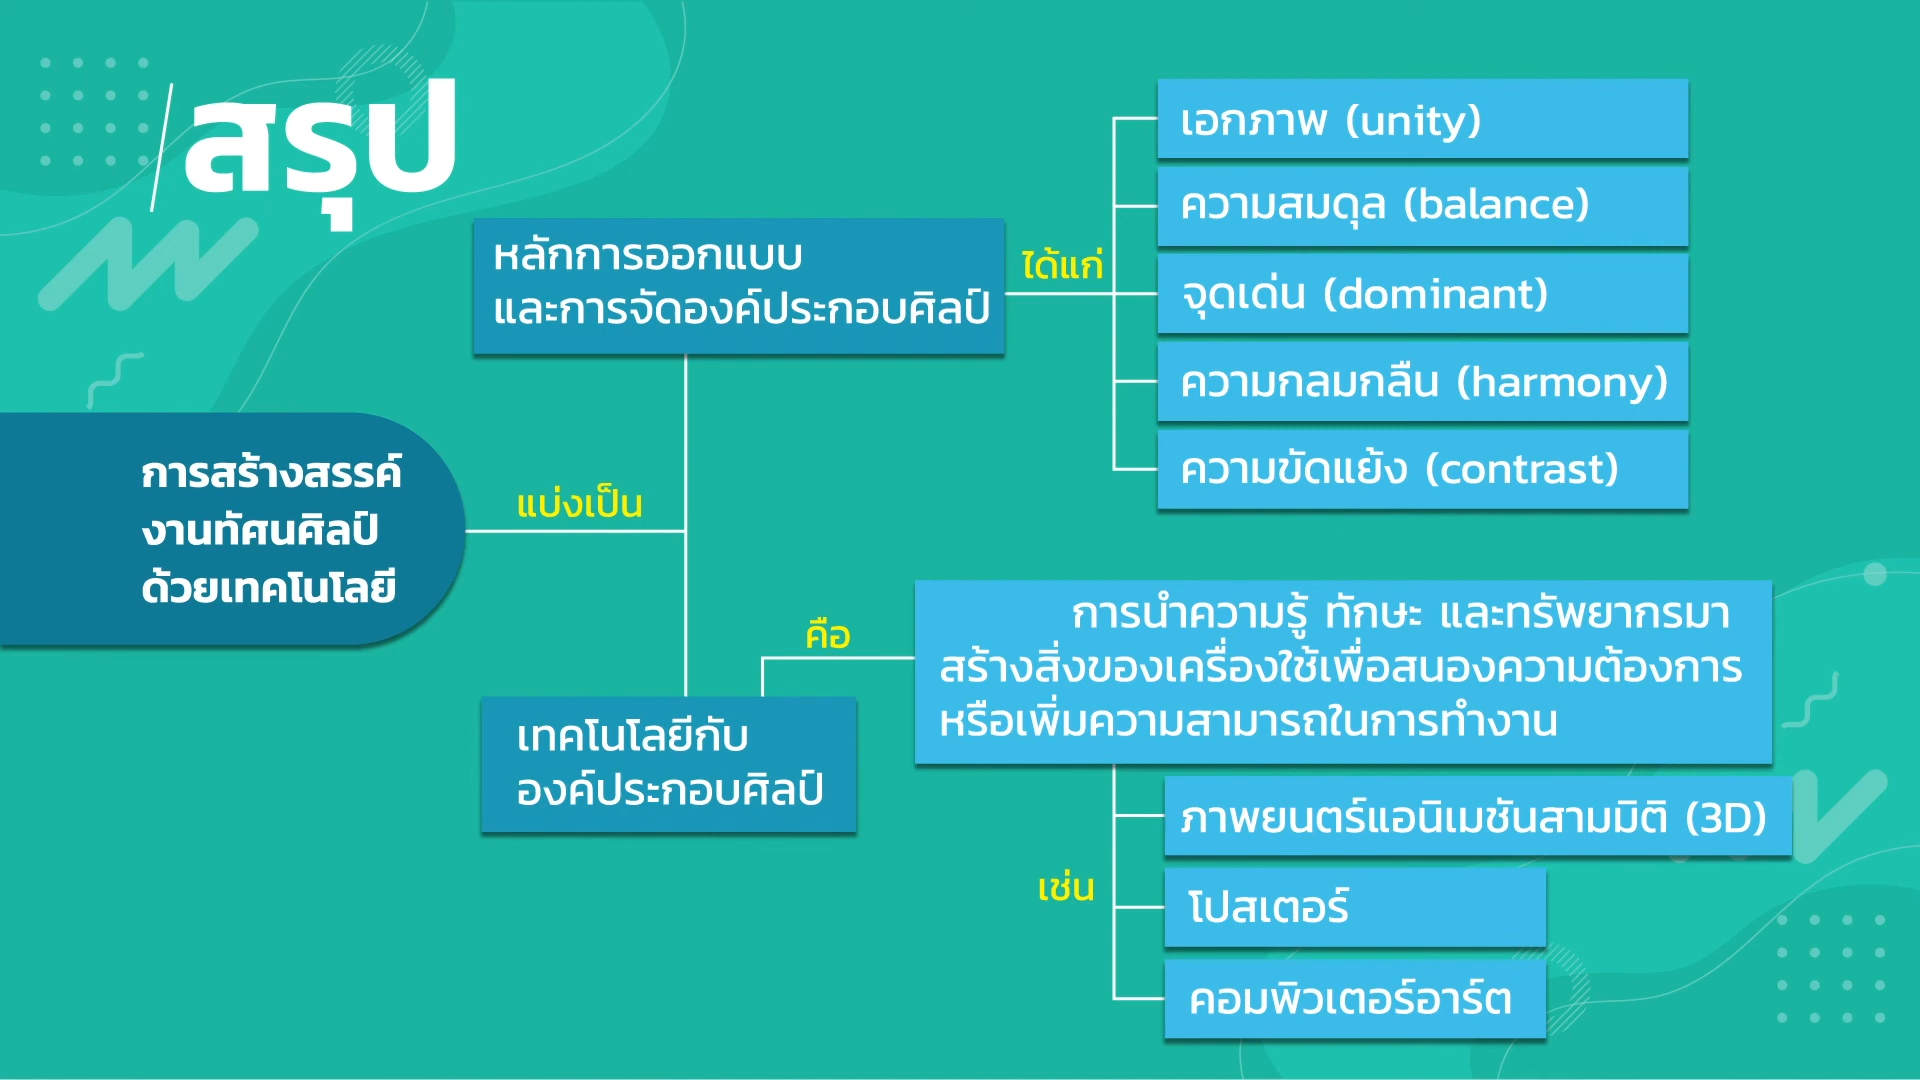 สรุป
การสร้างสรรค์
งานทัศนศิลป์
ด้วยเทคโนโลยี
แบ่งเป็น
หลักการออกแบบ
และการจัดองค์ประกอบศิลป์
ได้แก่
เอกภาพ (unity)
ความสมดุล (balance)
จุดเด่น (dominant)
ความกลมกลืน (harmony)
ความขัดแย้ง (contrast)
เทคโนโลยีกับ
องค์ประกอบศิลป์
คือ
การนำความรู้ ทักษะ และทรัพยากรมา
สร้างสิ่งของเครื่องใช้เพื่อสนองความต้องการ
หรือเพิ่มความสามารถในการทำงาน
เช่น
ภาพยนตร์แอนิเมชันสามมิติ (3D)
โปสเตอร์
คอมพิวเตอร์อาร์ต